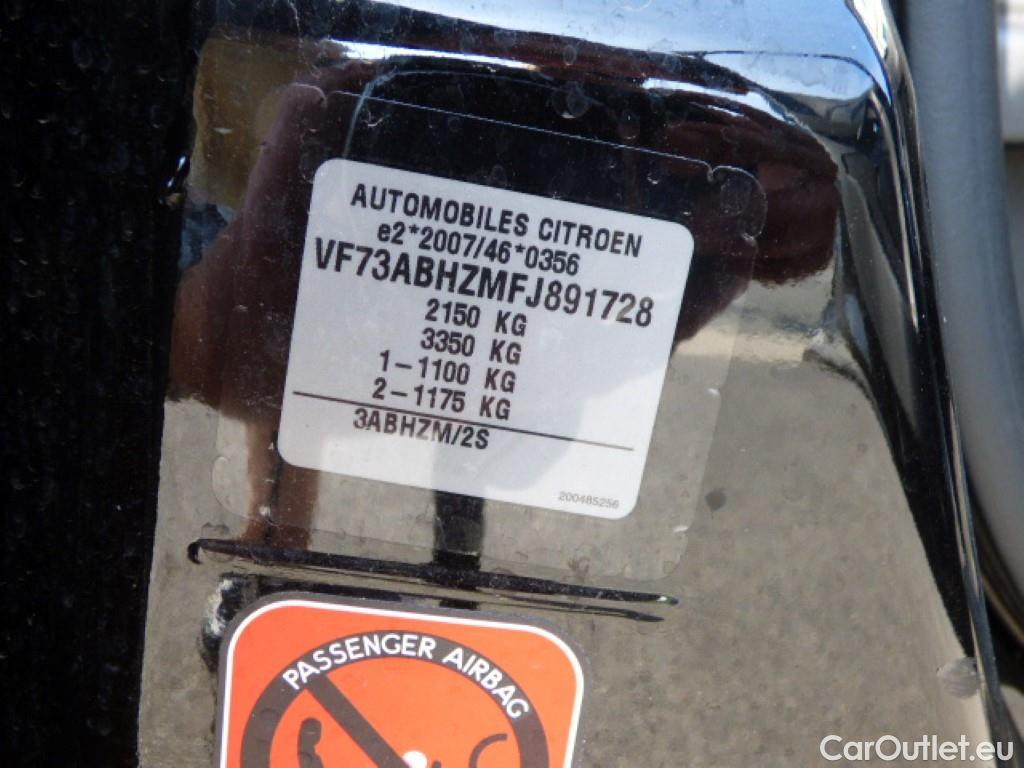 AUTOMOBILES CITROEN
e2*2007/46*0356
VF73ABHZMFJ891728
2150 KG
3350 KG
1-1100 KG
2-1175 KG
3ABHZM/2S
200485256
PASSENGER AIRBAG
CarOutlet.eu